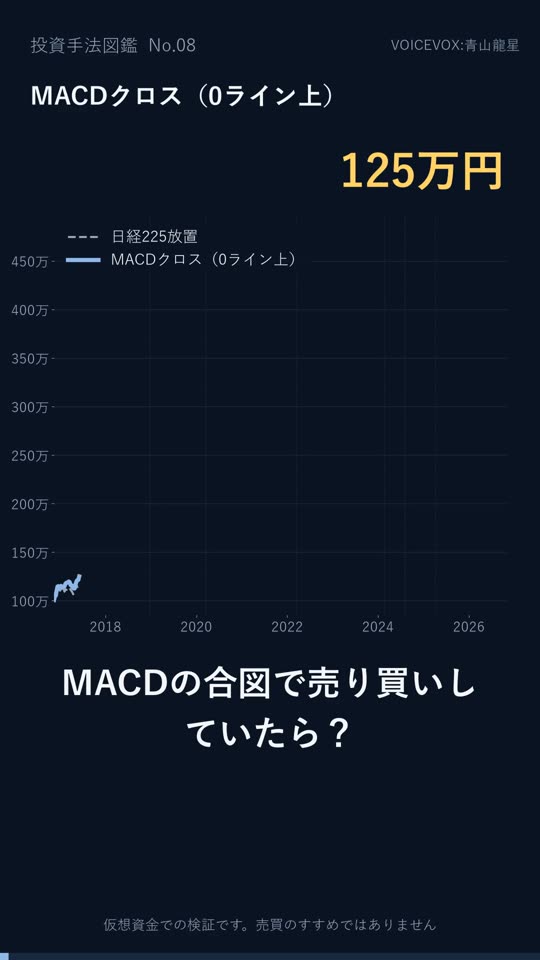 投資手法図鑑 No.08
VOICEVOX:青山龍星
MACDクロス（0ライン上）
125万円
日経225放置
MACDクロス（0ライン上）
450万
400万
350万
300万
250万
200万
150万
100万
2018 2020 2022 2024 2026
MACDの合図で売り買いし
ていたら？
仮想資金での検証です。売買のすすめではありません